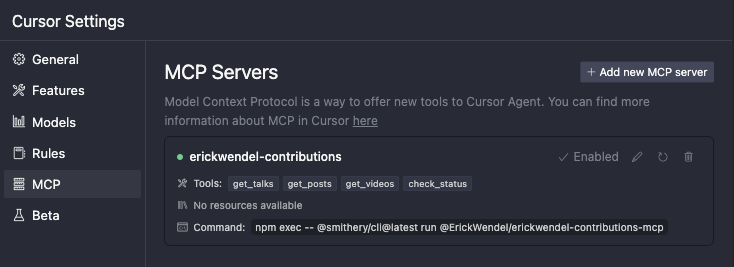 Cursor Settings
General
Features
Models
Rules
MCP
Beta
MCP Servers
+ Add new MCP server
Model Context Protocol is a way to offer new tools to Cursor Agent. You can find more
information about MCP in Cursor here
erickwendel-contributions
Enabled
Tools: get_talks get_posts get_videos check_status
No resources available
Command: npm exec -- @smithery/cli@latest run @ErickWendel/erickwendel-contributions-mcp